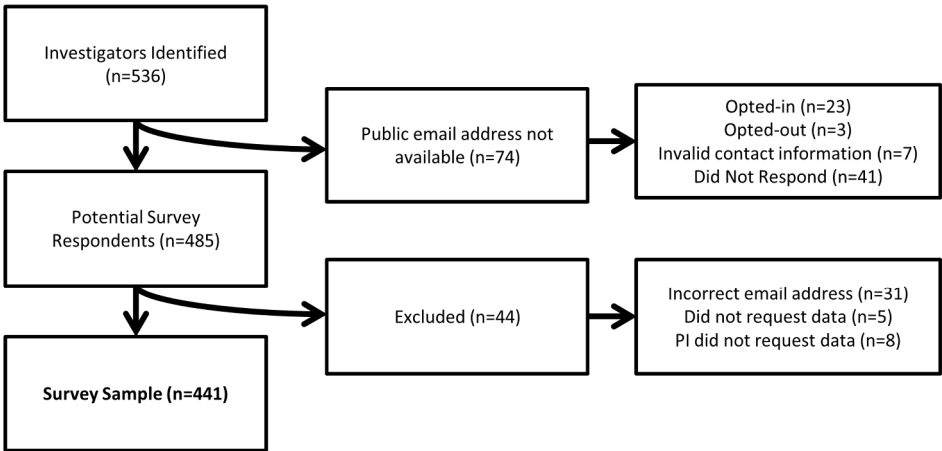 Investigators Identified
(n=536)
Public email address not
available (n=74)
Opted-in (n=23)
Opted-out (n=3)
Invalid contact information (n=7)
Did Not Respond (n=41)
Potential Survey
Respondents (n=485)
Excluded (n=44)
Incorrect email address (n=31)
Did not request data (n=5)
PI did not request data (n=8)
Survey Sample (n=441)